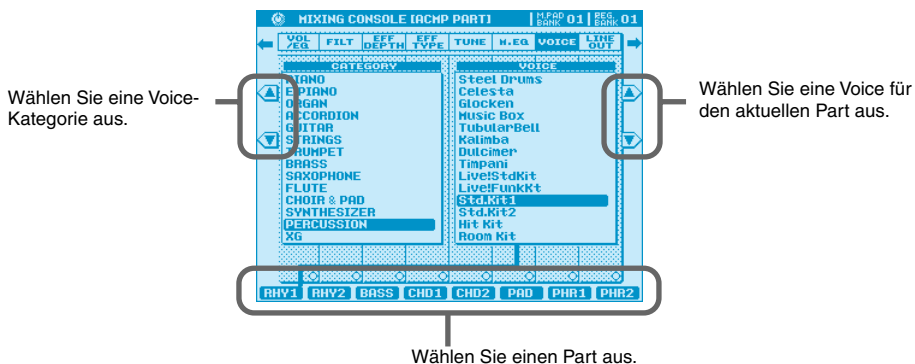 MIXING CONSOLE [ACMP PART]
M.PAD BANK 01
REG. BANK 01
VOL /EQ
FILT
EFF DEPTH
EFF TYPE
TUNE
M.EQ
VOICE
LINE OUT
CATEGORY
PIANO
E.PIANO
ORGAN
ACCORDION
GUITAR
STRINGS
TRUMPET
BRASS
SAXOPHONE
FLUTE
CHOIR & PAD
SYNTHESIZER
PERCUSSION
XG
VOICE
Steel Drums
Celesta
Glocken
Music Box
TubularBell
Kalimba
Dulcimer
Timpani
Live!StdKit
Live!FunkKt
Std.Kit1
Std.Kit2
Hit Kit
Room Kit
RHY1
RHY2
BASS
CHD1
CHD2
PAD
PHR1
PHR2
Wählen Sie eine Voice-
Kategorie aus.
Wählen Sie eine Voice für
den aktuellen Part aus.
Wählen Sie einen Part aus.